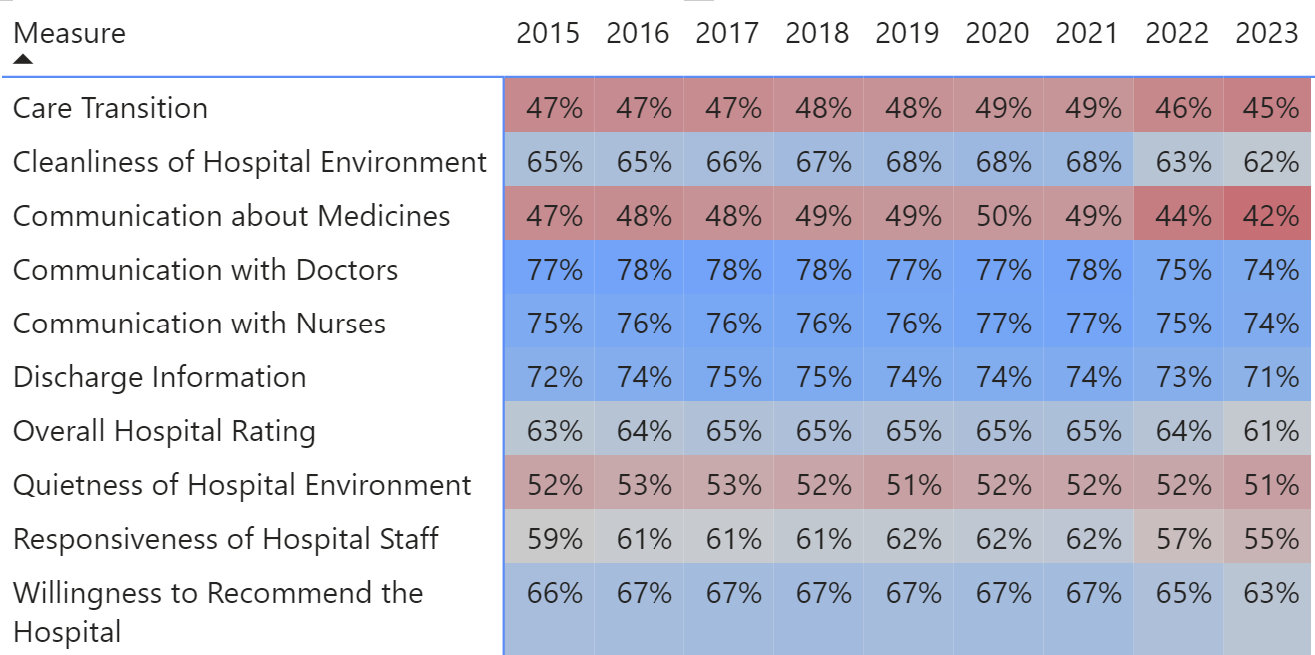 Measure 2015 2016 2017 2018 2019 2020 2021 2022 2023
Care Transition 47% 47% 47% 48% 48% 49% 49% 46% 45%
Cleanliness of Hospital Environment 65% 65% 66% 67% 68% 68% 68% 63% 62%
Communication about Medicines 47% 48% 48% 49% 49% 50% 49% 44% 42%
Communication with Doctors 77% 78% 78% 78% 77% 77% 78% 75% 74%
Communication with Nurses 75% 76% 76% 76% 76% 77% 77% 75% 74%
Discharge Information 72% 74% 75% 75% 74% 74% 74% 73% 71%
Overall Hospital Rating 63% 64% 65% 65% 65% 65% 65% 64% 61%
Quietness of Hospital Environment 52% 53% 53% 52% 51% 52% 52% 52% 51%
Responsiveness of Hospital Staff 59% 61% 61% 61% 62% 62% 62% 57% 55%
Willingness to Recommend the 66% 67% 67% 67% 67% 67% 67% 65% 63%
Hospital